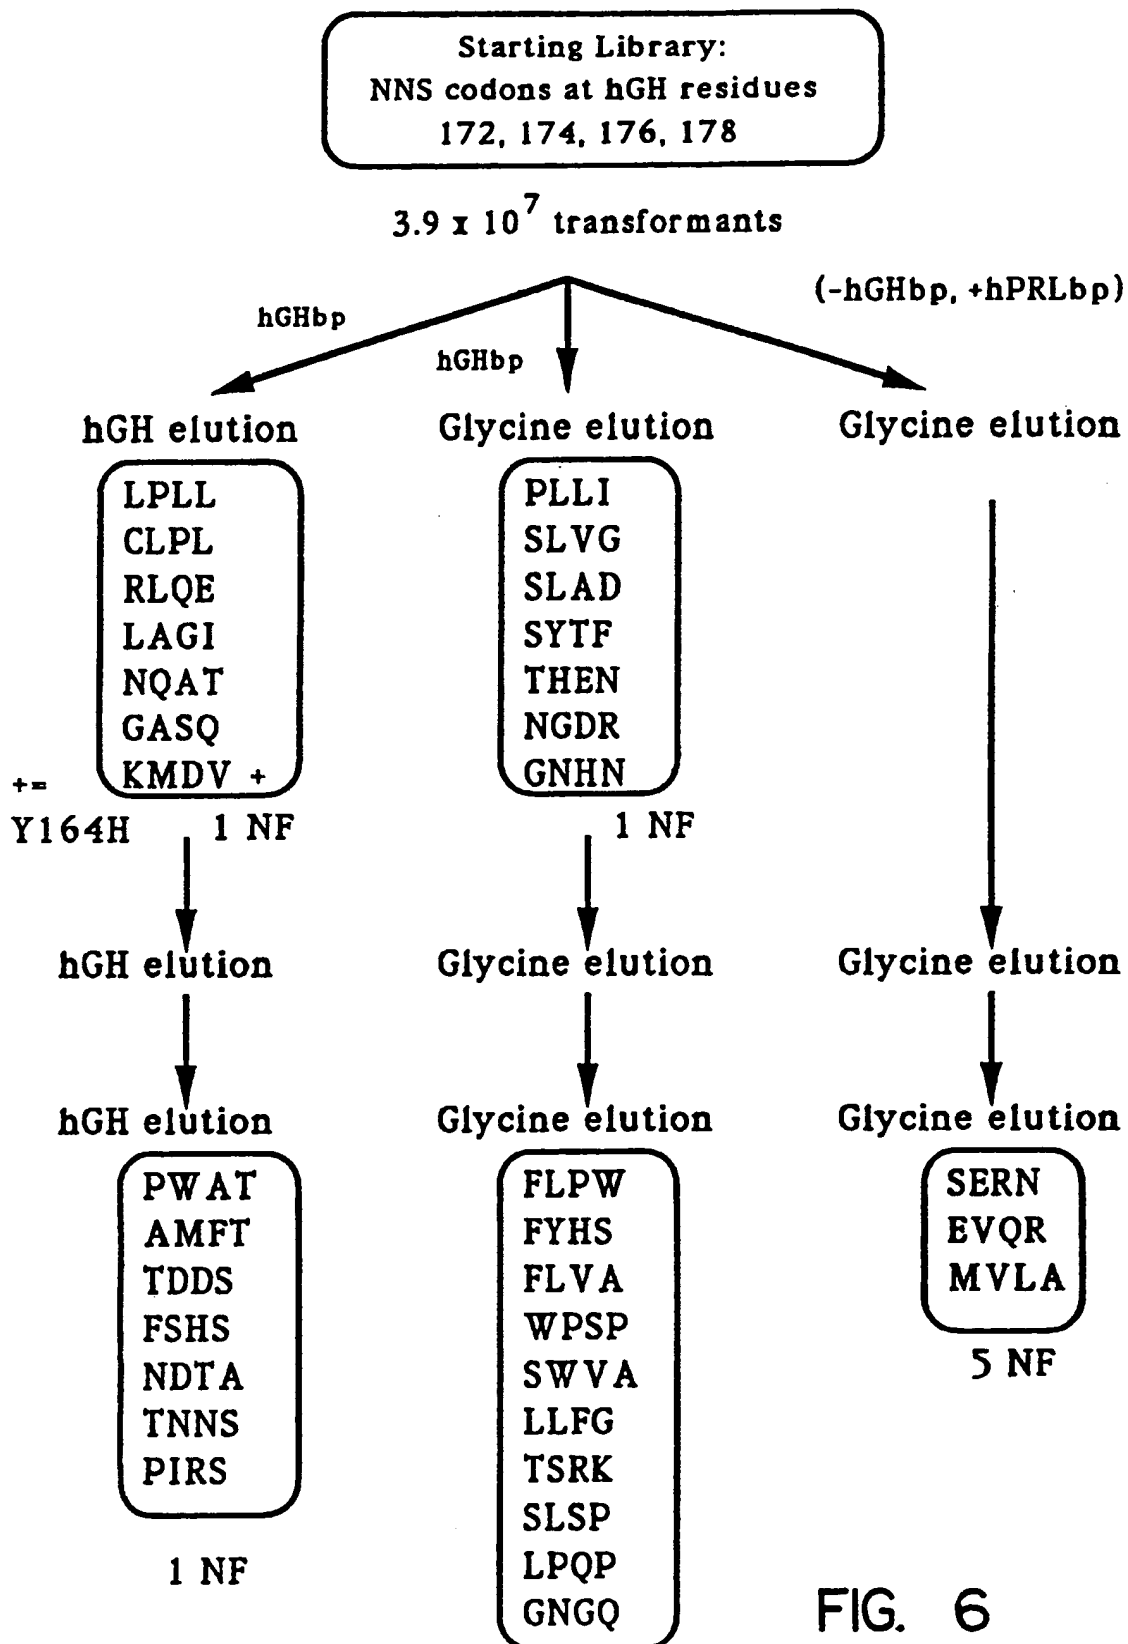 Starting Library:
NNS codons at hGH residues
172, 174, 176, 178
3.9 x 10^7 transformants
(-hGHbp, +hPRLbp)
hGHbp
hGHbp
hGH elution
Glycine elution
Glycine elution
LPLL
CLPL
RLQE
LAGI
NQAT
GASQ
KMDV +
+=
Y164H
1 NF
PLLI
SLVG
SLAD
SYTF
THEN
NGDR
GNHN
1 NF
hGH elution
Glycine elution
Glycine elution
hGH elution
Glycine elution
Glycine elution
PWAT
AMFT
TDDS
FSHS
NDTA
TNNS
PIRS
1 NF
FLPW
FYHS
FLVA
WPSP
SWVA
LLFG
TSRK
SLSP
LPQP
GNGQ
SERN
EVQR
MVLA
5 NF
FIG. 6